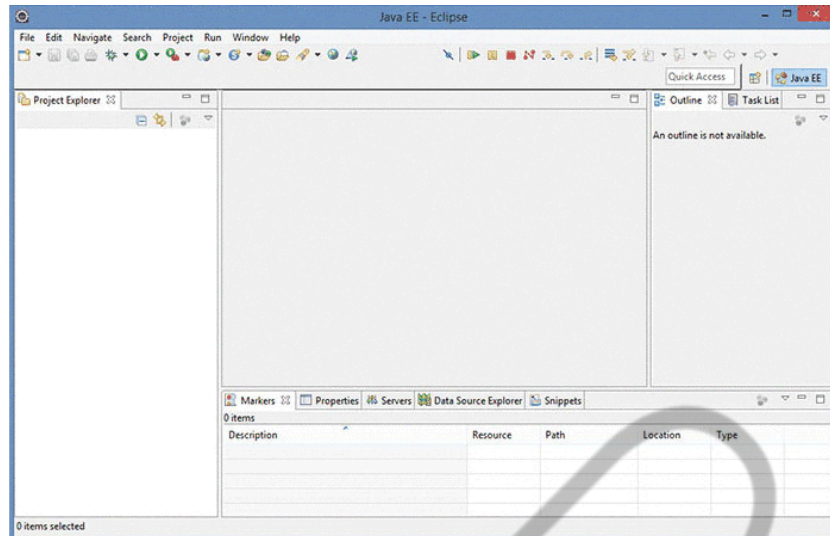 Java EE - Eclipse
File Edit Navigate Search Project Run Window Help
Quick Access
Java EE
Project Explorer
Outline Task List
An outline is not available.
Markers Properties Servers Data Source Explorer Snippets
0 items
Description Resource Path Location Type
0 items selected